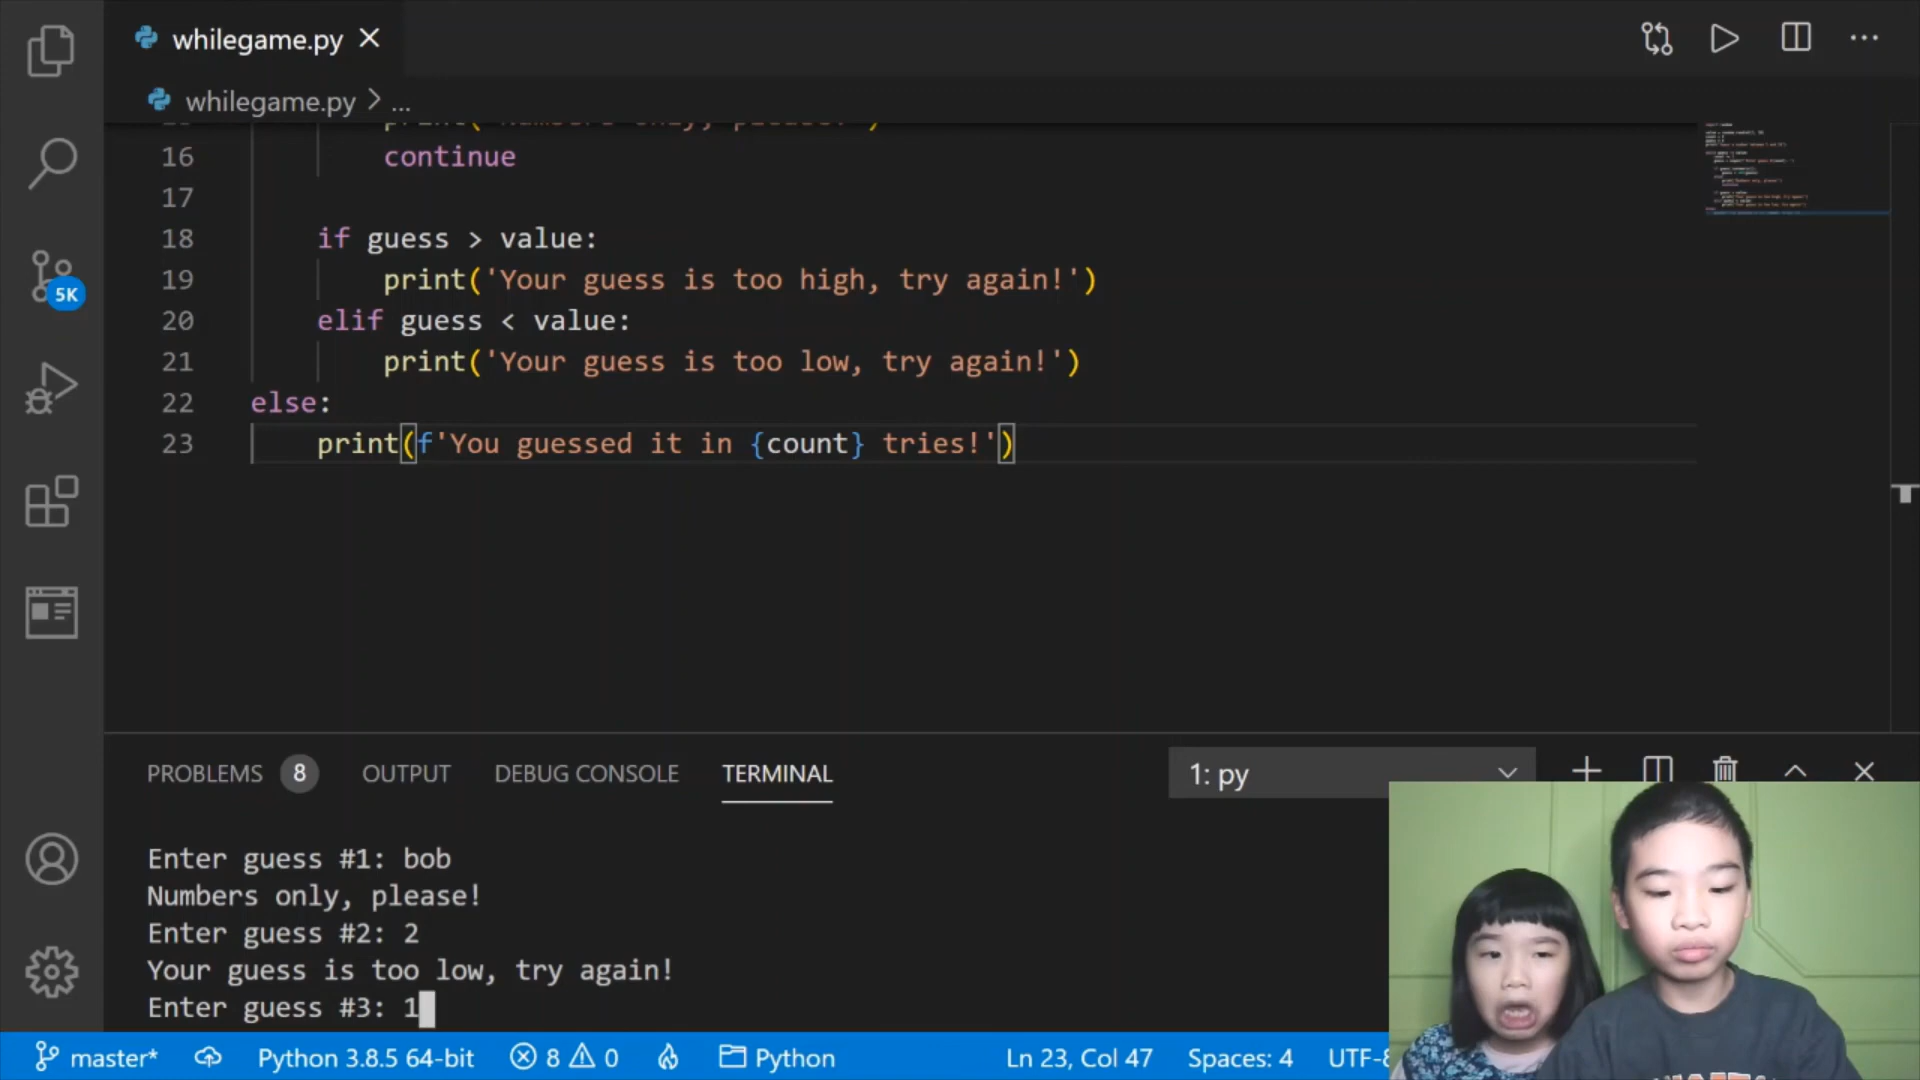 whilegame.py
whilegame.py > ...
16 continue
17
18 if guess > value:
19 print('Your guess is too high, try again!')
20 elif guess < value:
21 print('Your guess is too low, try again!')
22 else:
23 print(f'You guessed it in {count} tries!')
5K
PROBLEMS 8 OUTPUT DEBUG CONSOLE TERMINAL 1: py
Enter guess #1: bob
Numbers only, please!
Enter guess #2: 2
Your guess is too low, try again!
Enter guess #3: 1
master* Python 3.8.5 64-bit 8 0 Python Ln 23, Col 47 Spaces: 4 UTF-8